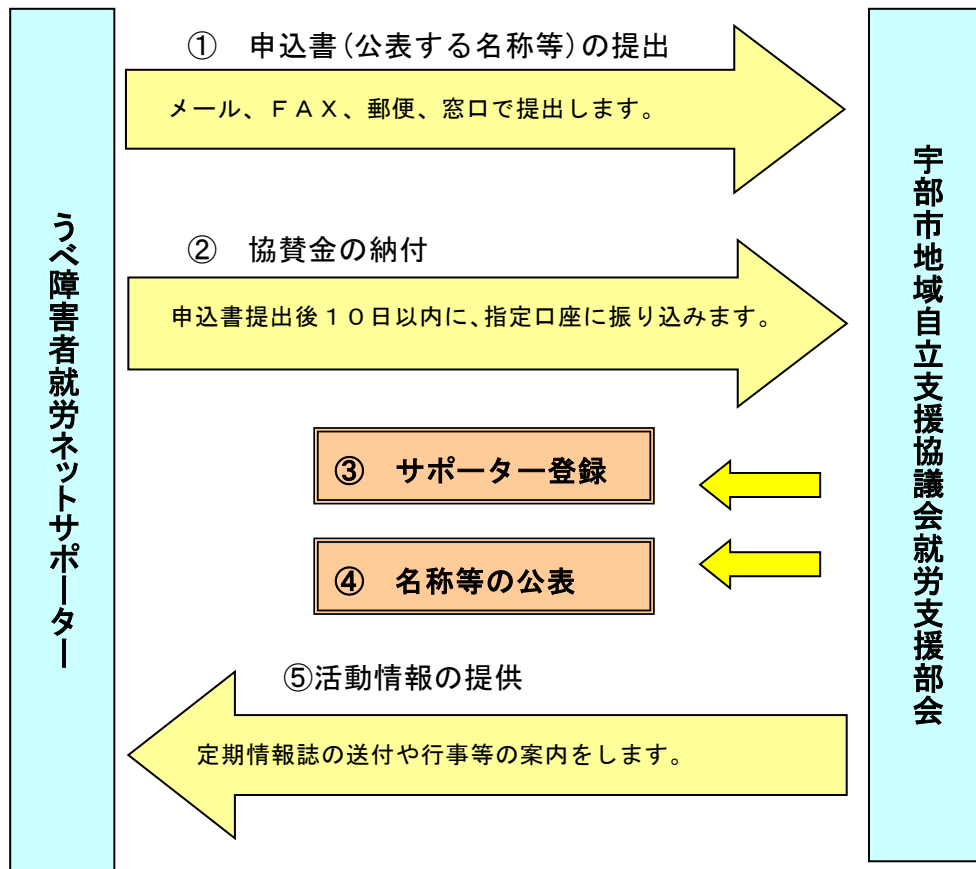 うべ障害者就労ネットサポーター
① 申込書(公表する名称等)の提出
メール、ＦＡＸ、郵便、窓口で提出します。
② 協賛金の納付
申込書提出後１０日以内に、指定口座に振り込みます。
③ サポーター登録
④ 名称等の公表
⑤活動情報の提供
定期情報誌の送付や行事等の案内をします。
宇部市地域自立支援協議会就労支援部会